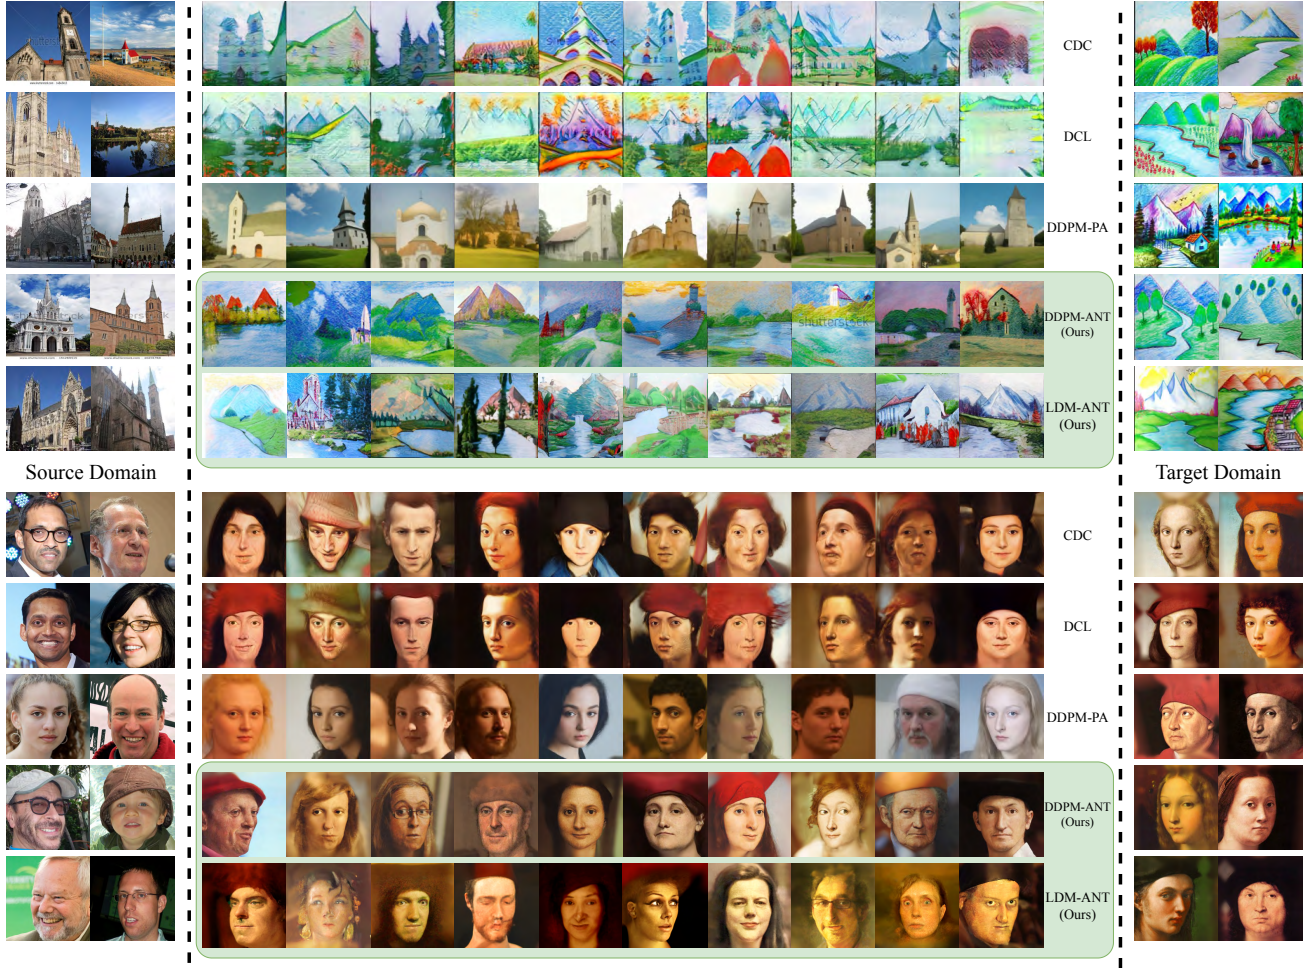 CDC
DCL
DDPM-PA
shutterstock
DDPM-ANT
(Ours)
LDM-ANT
(Ours)
Source Domain
Target Domain
CDC
DCL
DDPM-PA
DDPM-ANT
(Ours)
LDM-ANT
(Ours)